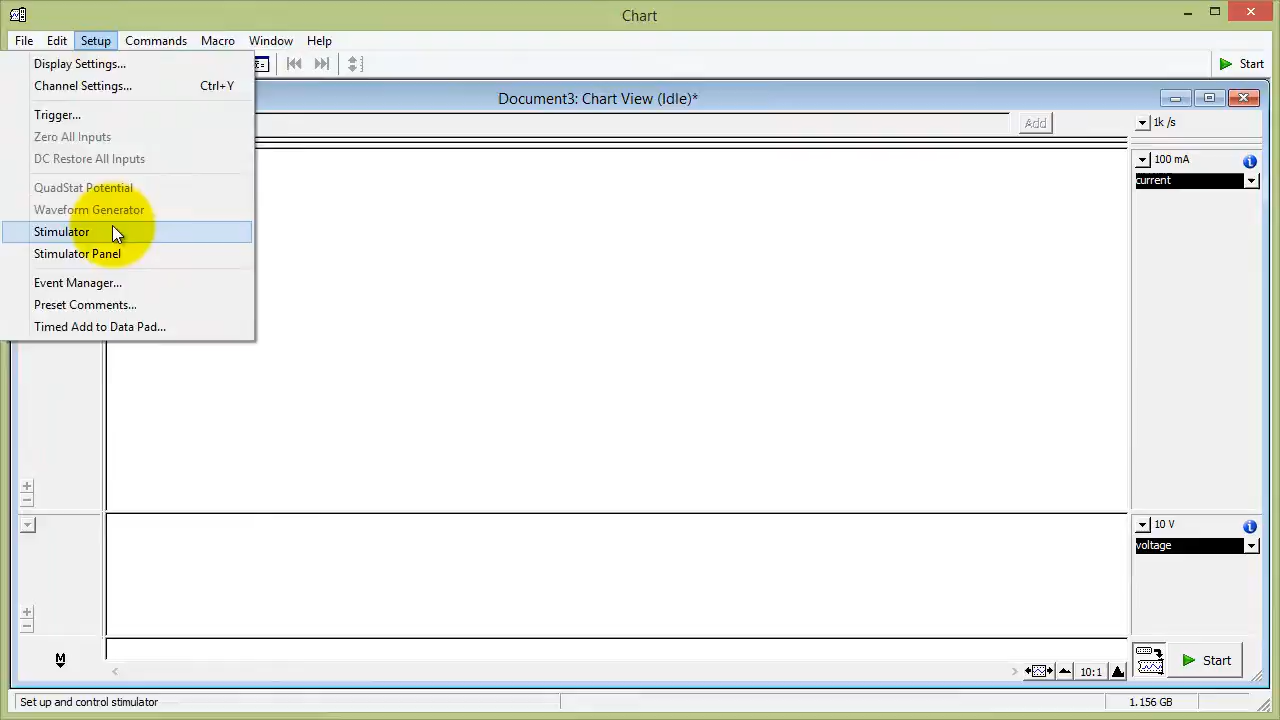 Chart
File Edit Setup Commands Macro Window Help
Display Settings...
Channel Settings... Ctrl+Y
Trigger...
Zero All Inputs
DC Restore All Inputs
QuadStat Potential
Waveform Generator
Stimulator
Stimulator Panel
Event Manager...
Preset Comments...
Timed Add to Data Pad...
Start
Document3: Chart View (Idle)*
Add
1k /s
100 mA
current
10 V
voltage
M
10:1
Start
Set up and control stimulator
1.156 GB